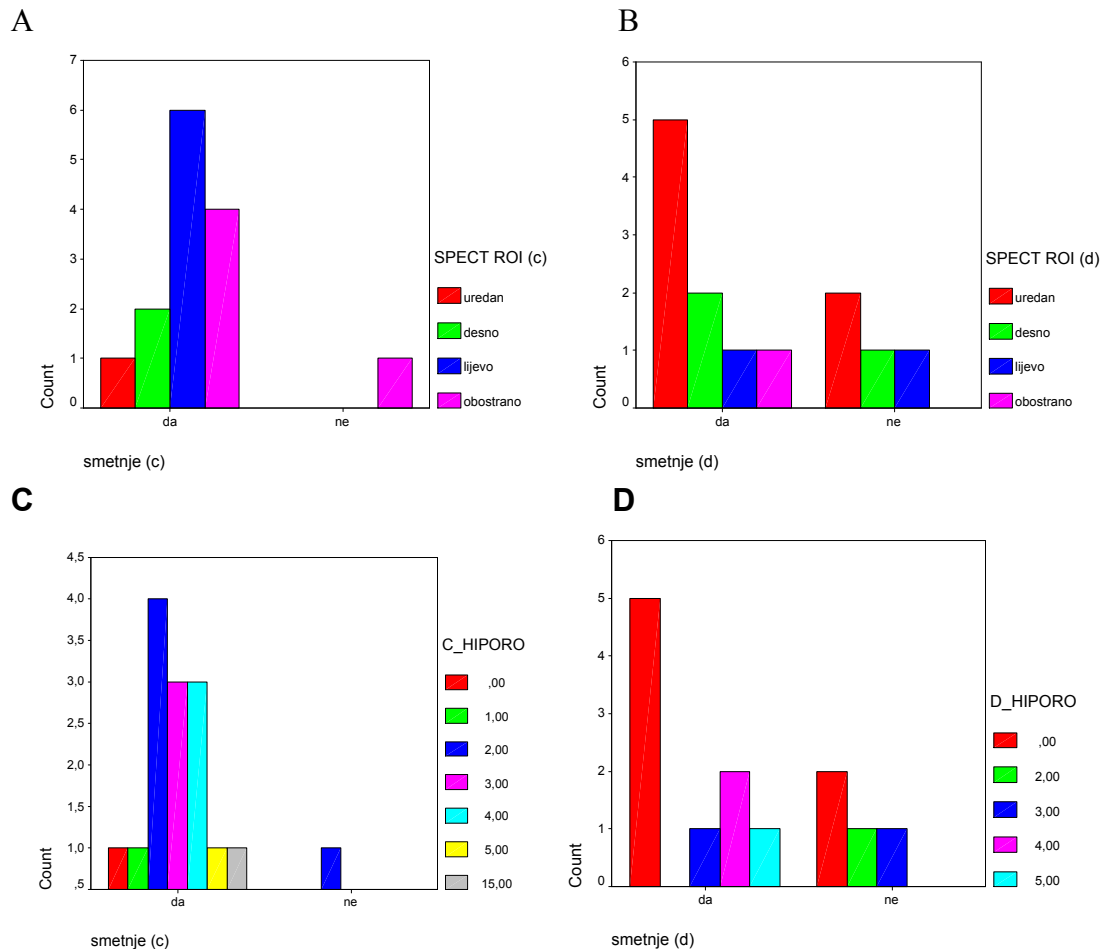 A
7
6
5
4
3
2
1
0
Count
da
ne
smetnje (c)
SPECT ROI (c)
uredan
desno
lijevo
obostrano
B
6
5
4
3
2
1
0
Count
da
ne
smetnje (d)
SPECT ROI (d)
uredan
desno
lijevo
obostrano
C
4,5
4,0
3,5
3,0
2,5
2,0
1,5
1,0
,5
Count
da
ne
smetnje (c)
C_HIPORO
,00
1,00
2,00
3,00
4,00
5,00
15,00
D
6
5
4
3
2
1
0
Count
da
ne
smetnje (d)
D_HIPORO
,00
2,00
3,00
4,00
5,00